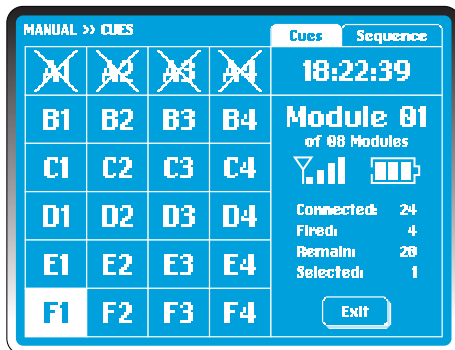 MANUAL >> CUES
Cues Sequence
A1 A2 A3 A4
18:22:39
B1 B2 B3 B4
Module 01
of 08 Modules
C1 C2 C3 C4
D1 D2 D3 D4
Connected: 24
Fired: 4
E1 E2 E3 E4
Remain: 20
Selected: 1
F1 F2 F3 F4
Exit